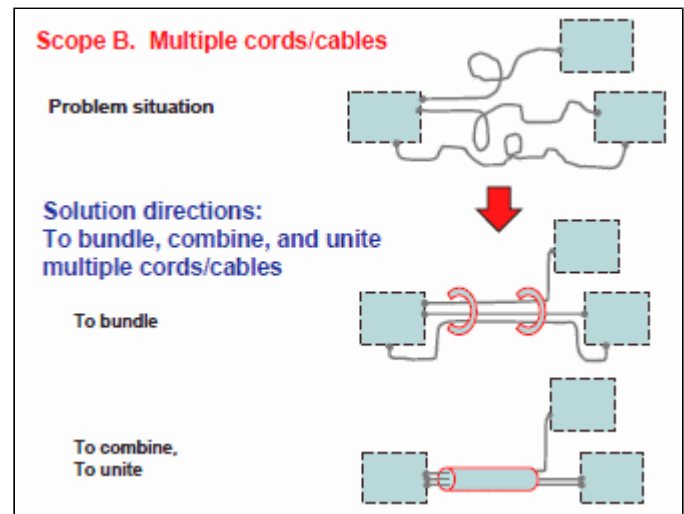 Scope B. Multiple cords/cables
Problem situation
Solution directions:
To bundle, combine, and unite
multiple cords/cables
To bundle
To combine,
To unite